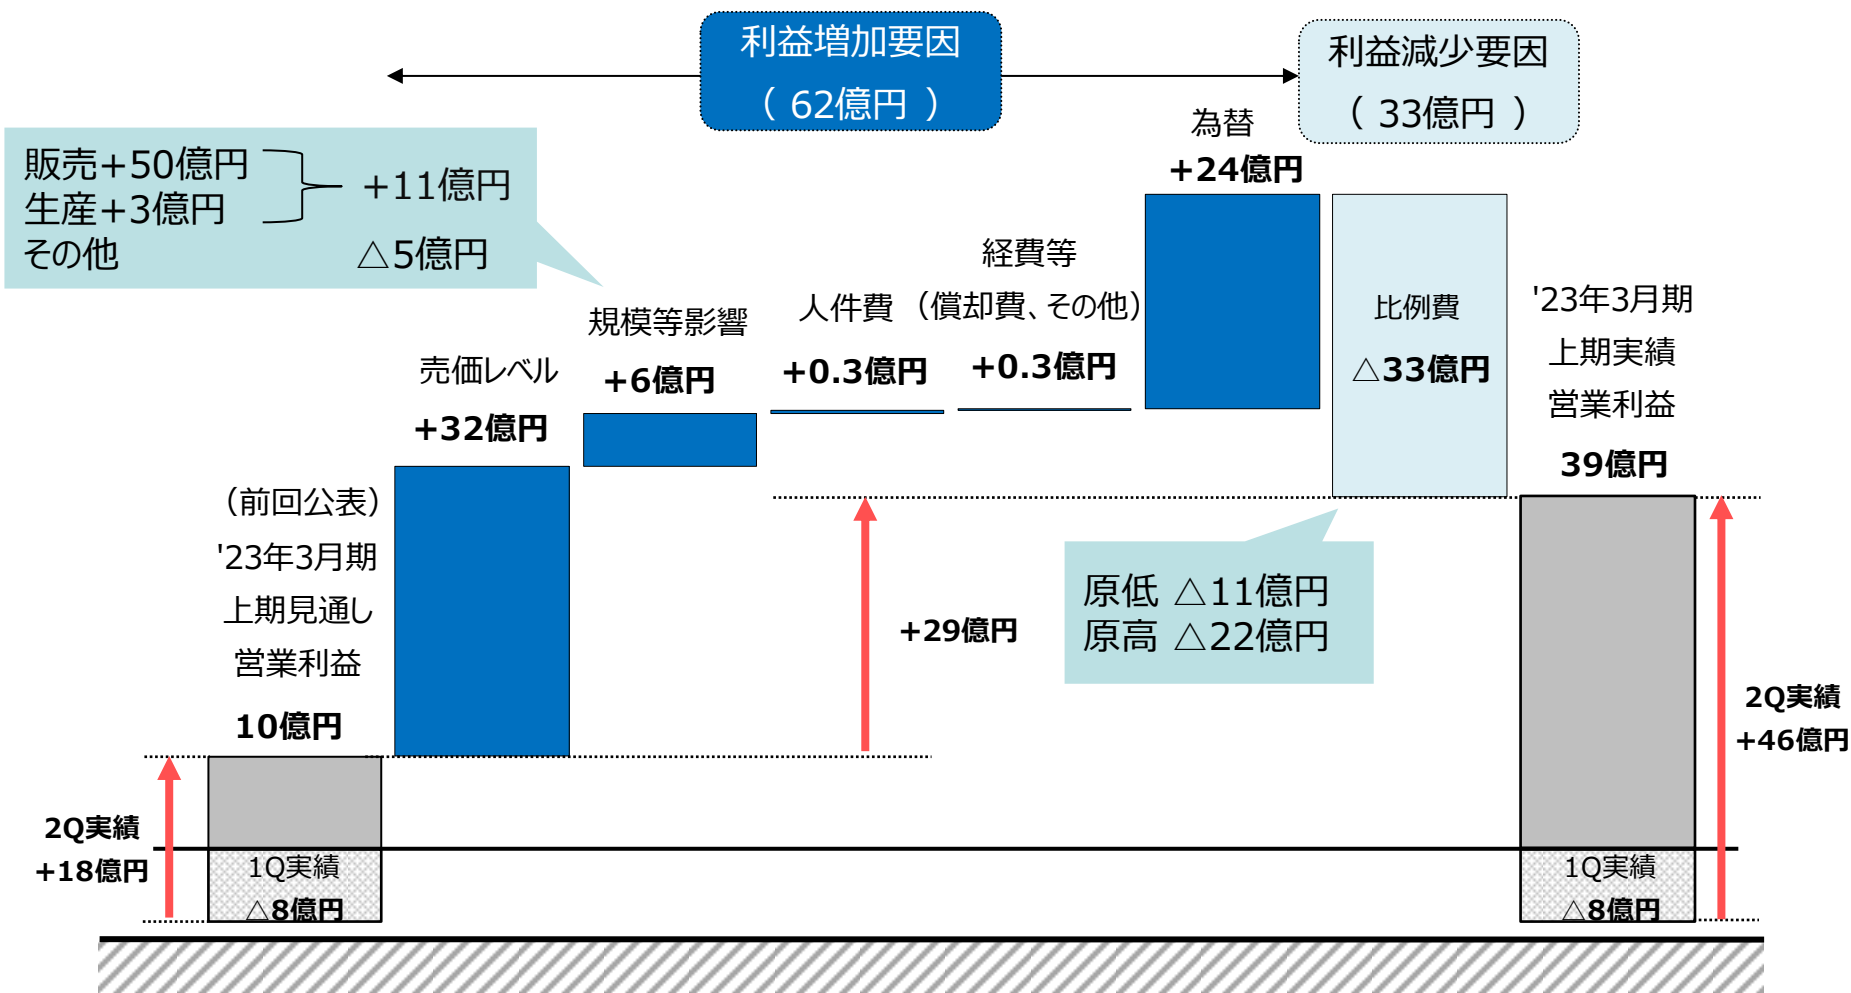 利益増加要因
（ 62億円 ）
利益減少要因
（ 33億円 ）
販売+50億円
生産+3億円
+11億円
その他
△5億円
（前回公表）
'23年3月期
上期見通し
営業利益
10億円
2Q実績
+18億円
1Q実績
△8億円
売価レベル
+32億円
規模等影響
+6億円
人件費
+0.3億円
経費等
（償却費、その他）
+0.3億円
為替
+24億円
比例費
△33億円
+29億円
原低 △11億円
原高 △22億円
'23年3月期
上期実績
営業利益
39億円
2Q実績
+46億円
1Q実績
△8億円